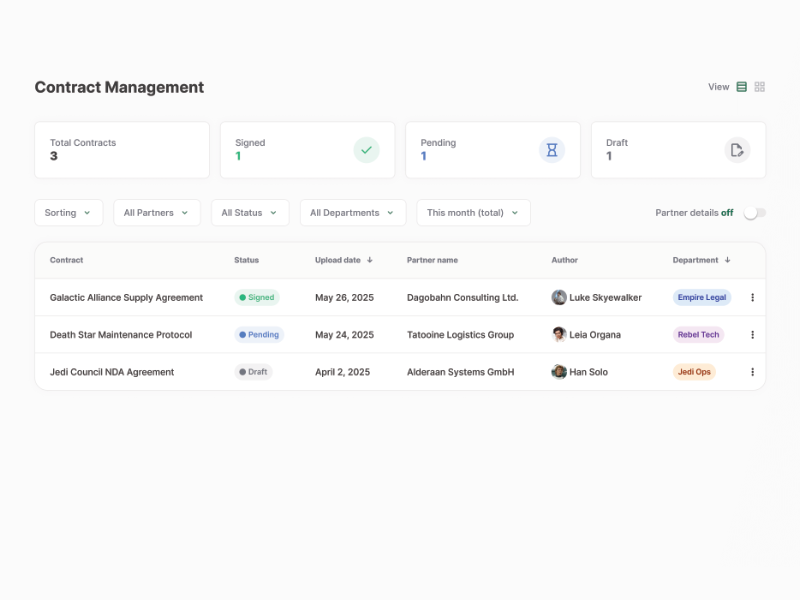 Contract Management
View
Total Contracts
3
Signed
1
Pending
1
Draft
1
Sorting
All Partners
All Status
All Departments
This month (total)
Partner details off
Contract Status Upload date Partner name Author Department
Galactic Alliance Supply Agreement Signed May 26, 2025 Dagobahn Consulting Ltd. Luke Skyewalker Empire Legal
Death Star Maintenance Protocol Pending May 24, 2025 Tatooine Logistics Group Leia Organa Rebel Tech
Jedi Council NDA Agreement Draft April 2, 2025 Alderaan Systems GmbH Han Solo Jedi Ops